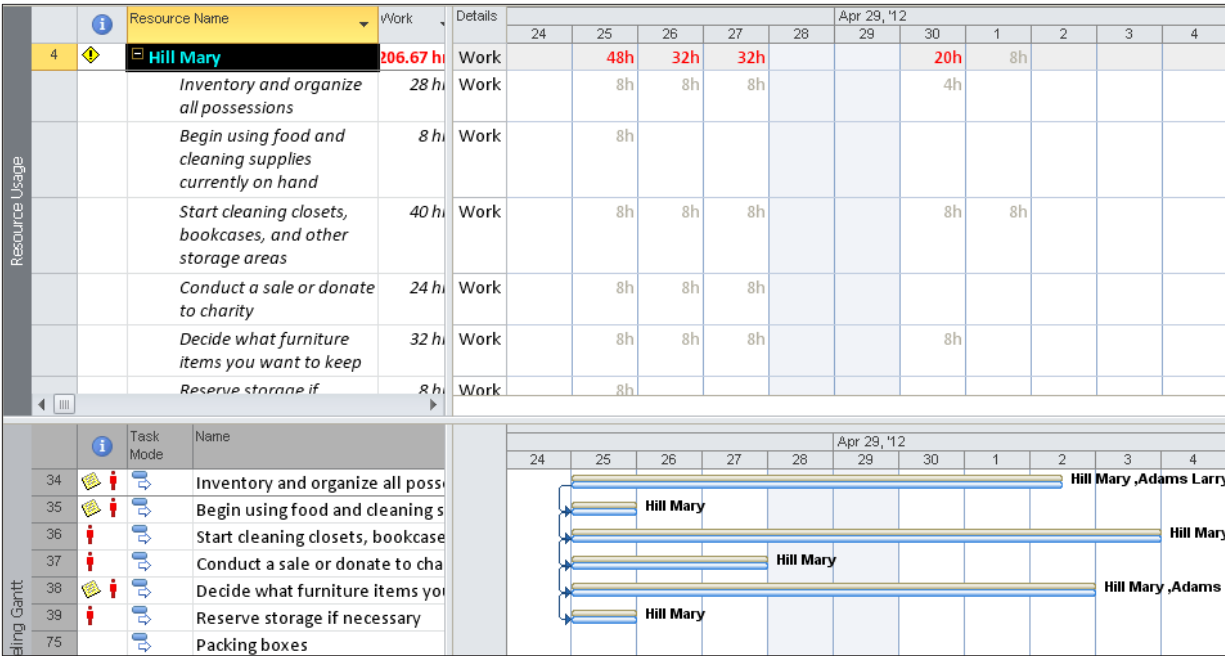 Resource Name Work Details Apr 29, '12
24 25 26 27 28 29 30 1 2 3 4
4 Hill Mary 206.67 h Work 48h 32h 32h 20h 8h
Inventory and organize 28 h Work 8h 8h 8h 4h
all possessions
Begin using food and 8 h Work 8h
cleaning supplies
currently on hand
Start cleaning closets, 40 h Work 8h 8h 8h 8h 8h
bookcases, and other
storage areas
Conduct a sale or donate 24 h Work 8h 8h 8h
to charity
Decide what furniture 32 h Work 8h 8h 8h 8h
items you want to keep
Reserve storage if 8 h Work 8h
Resource Usage
Task Name Apr 29, '12
Mode
24 25 26 27 28 29 30 1 2 3 4
34 Inventory and organize all poss Hill Mary ,Adams Larry
35 Begin using food and cleaning s Hill Mary
36 Start cleaning closets, bookcase Hill Mary
37 Conduct a sale or donate to cha Hill Mary
38 Decide what furniture items you Hill Mary ,Adams
39 Reserve storage if necessary Hill Mary
75 Packing boxes
eling Gantt